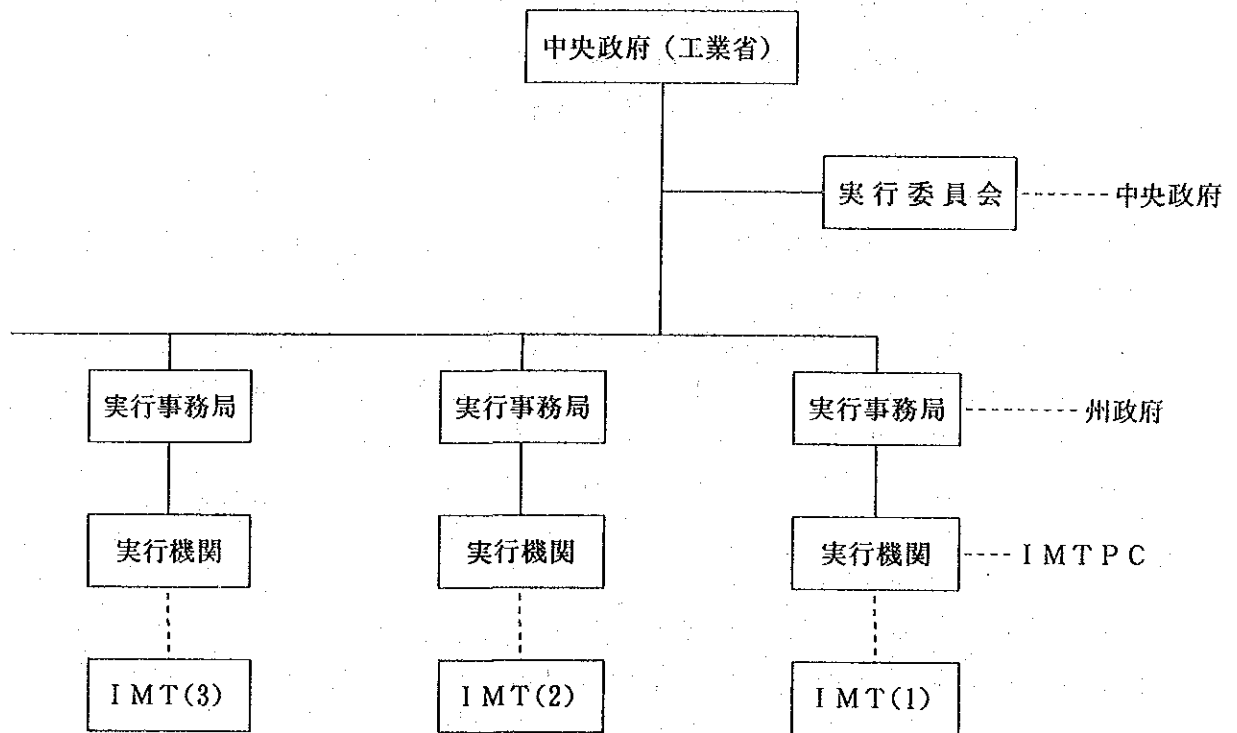 中央政府（工業省）
実行委員会 中央政府
実行事務局 実行事務局 実行事務局 州政府
実行機関 実行機関 実行機関 IMTPC
IMT(3) IMT(2) IMT(1)